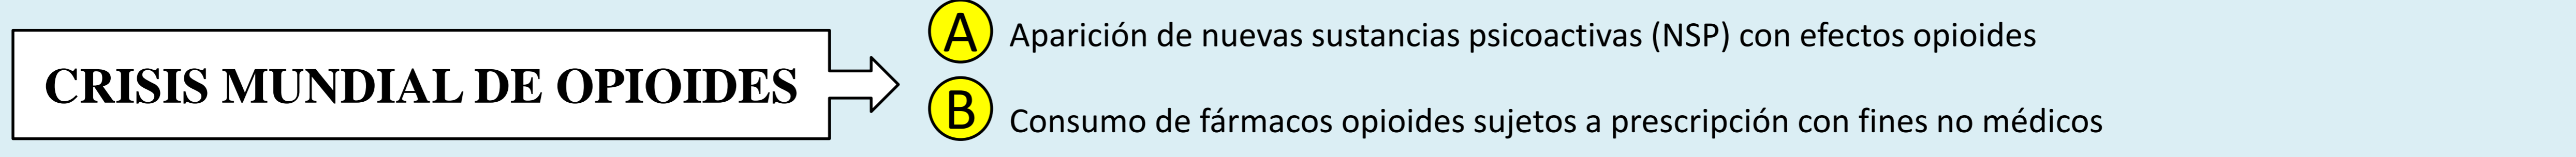 CRISIS MUNDIAL DE OPIOIDES
A Aparición de nuevas sustancias psicoactivas (NSP) con efectos opioides
B Consumo de fármacos opioides sujetos a prescripción con fines no médicos